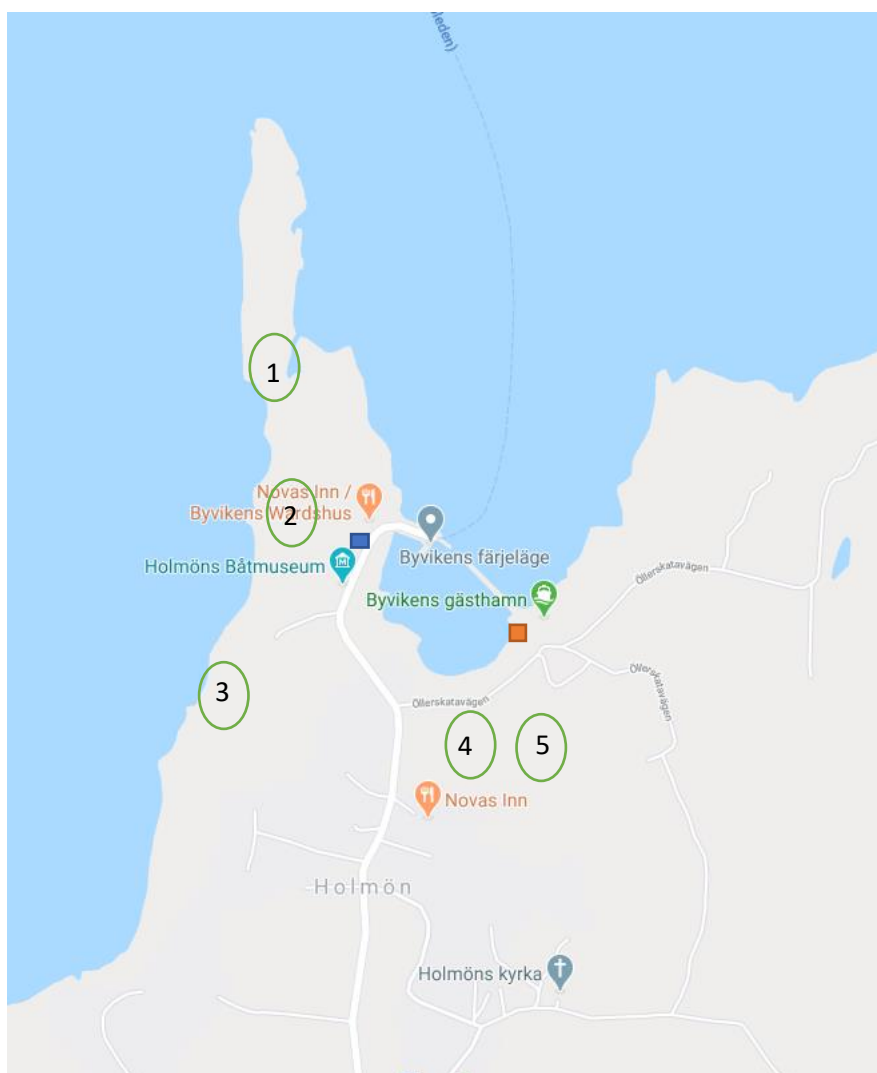 leden)
1
Novas Inn /
Byvikens Wärdshus
2
Byvikens färjeläge
Holmöns Båtmuseum
Byvikens gästhamn
Öllerskatavägen
Öllerskatavägen
3
Öllerskatavägen
4
5
Novas Inn
Holmön
Holmöns kyrka